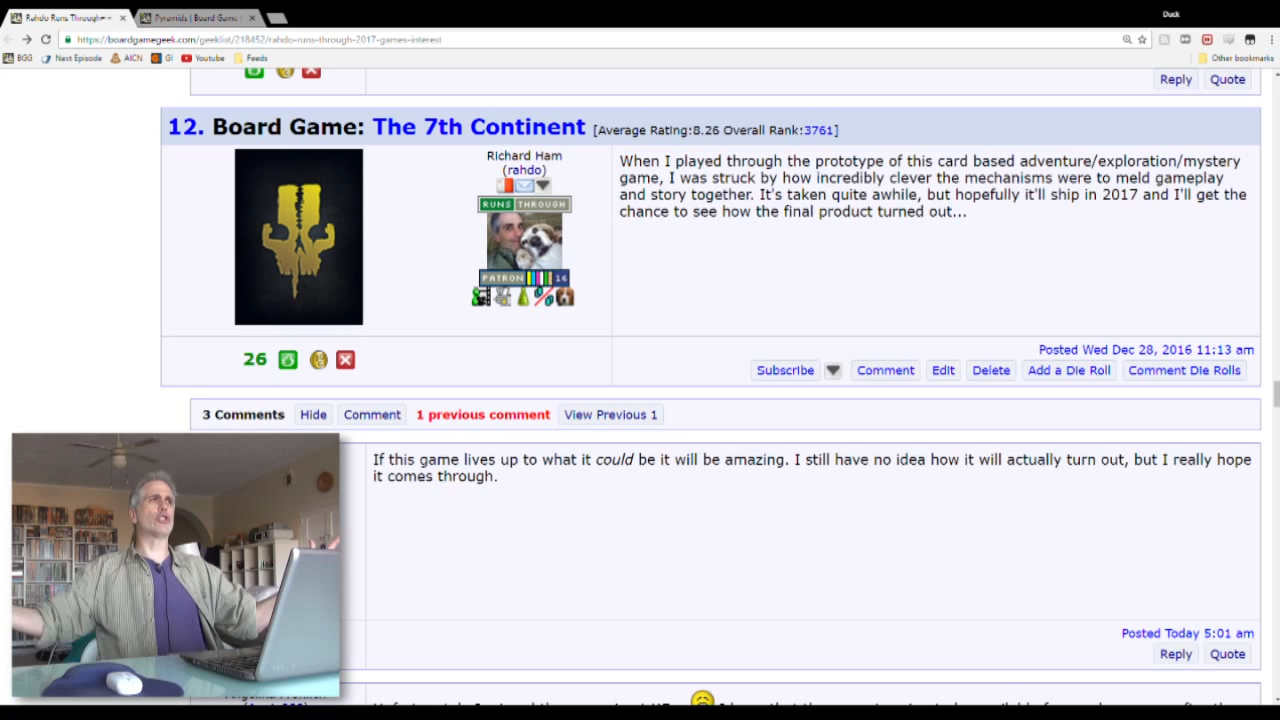 Rahdo Runs Through
Pyramids | Board Game
Duck
https://boardgamegeek.com/geeklist/218452/rahdo-runs-through-2017-games-interest
BGG Next Episode AICN GI Youtube Feeds Other bookmarks
Reply Quote
12. Board Game: The 7th Continent [Average Rating:8.26 Overall Rank:3761]
Richard Ham
(rahdo)
RUNS THROUGH
PATRON 16
When I played through the prototype of this card based adventure/exploration/mystery
game, I was struck by how incredibly clever the mechanisms were to meld gameplay
and story together. It's taken quite awhile, but hopefully it'll ship in 2017 and I'll get the
chance to see how the final product turned out...
26
Posted Wed Dec 28, 2016 11:13 am
Subscribe Comment Edit Delete Add a Die Roll Comment Die Rolls
3 Comments Hide Comment 1 previous comment View Previous 1
If this game lives up to what it could be it will be amazing. I still have no idea how it will actually turn out, but I really hope
it comes through.
Posted Today 5:01 am
Reply Quote